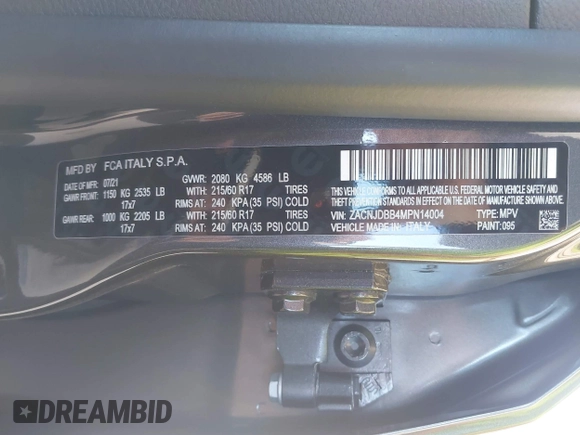 MFD BY FCA ITALY S.P.A.
DATE OF MFR 07/21 GVWR: 2080 KG 4586 LB
GAWR FRONT: 1150 KG 2535 LB WITH: 215/60 R17 TIRES
17x7 RIMS AT: 240 KPA (35 PSI) COLD
GAWR REAR: 1000 KG 2205 LB WITH: 215/60 R17 TIRES
17x7 RIMS AT: 240 KPA (35 PSI) COLD
THIS VEHICLE CONFORMS TO ALL APPLICABLE U.S.
FEDERAL MOTOR VEHICLE SAFETY, BUMPER, AND
THEFT PREVENTION STANDARDS IN EFFECT ON THE
DATE OF MANUFACTURE SHOWN ABOVE.
VIN: ZACNJDBB4MPN14004 TYPE: MPV
VEHICLE MADE IN: ITALY PAINT: 095
DREAMBID